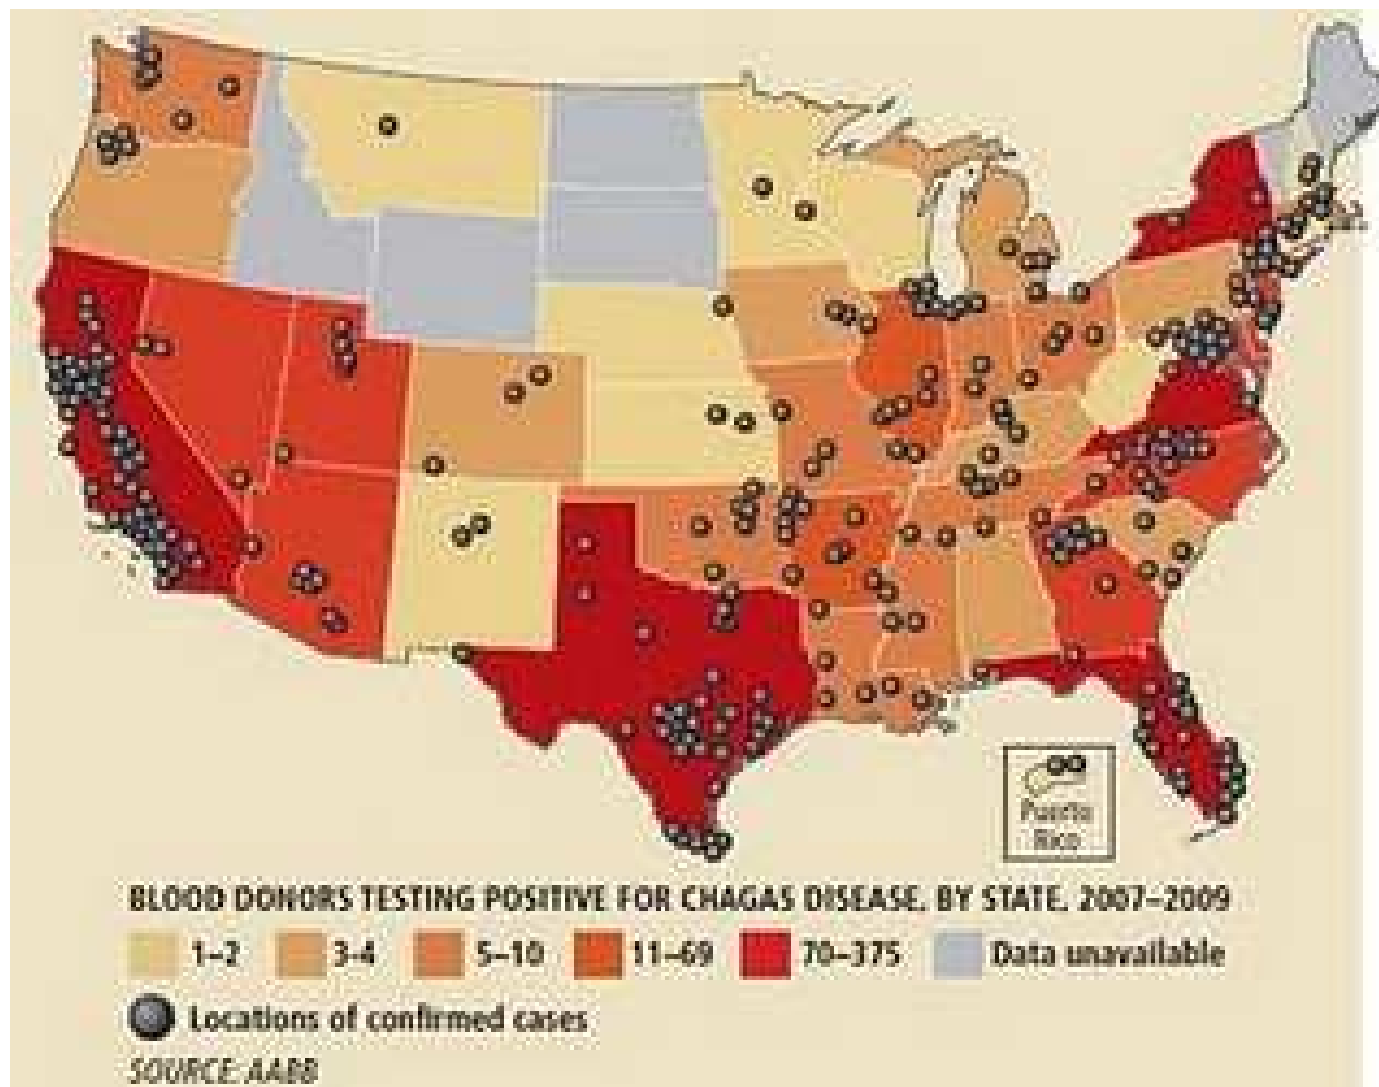 Puerto
Rico
BLOOD DONORS TESTING POSITIVE FOR CHAGAS DISEASE, BY STATE, 2007–2009
1–2 3-4 5–10 11–69 70–375 Data unavailable
Locations of confirmed cases
SOURCE: AABB